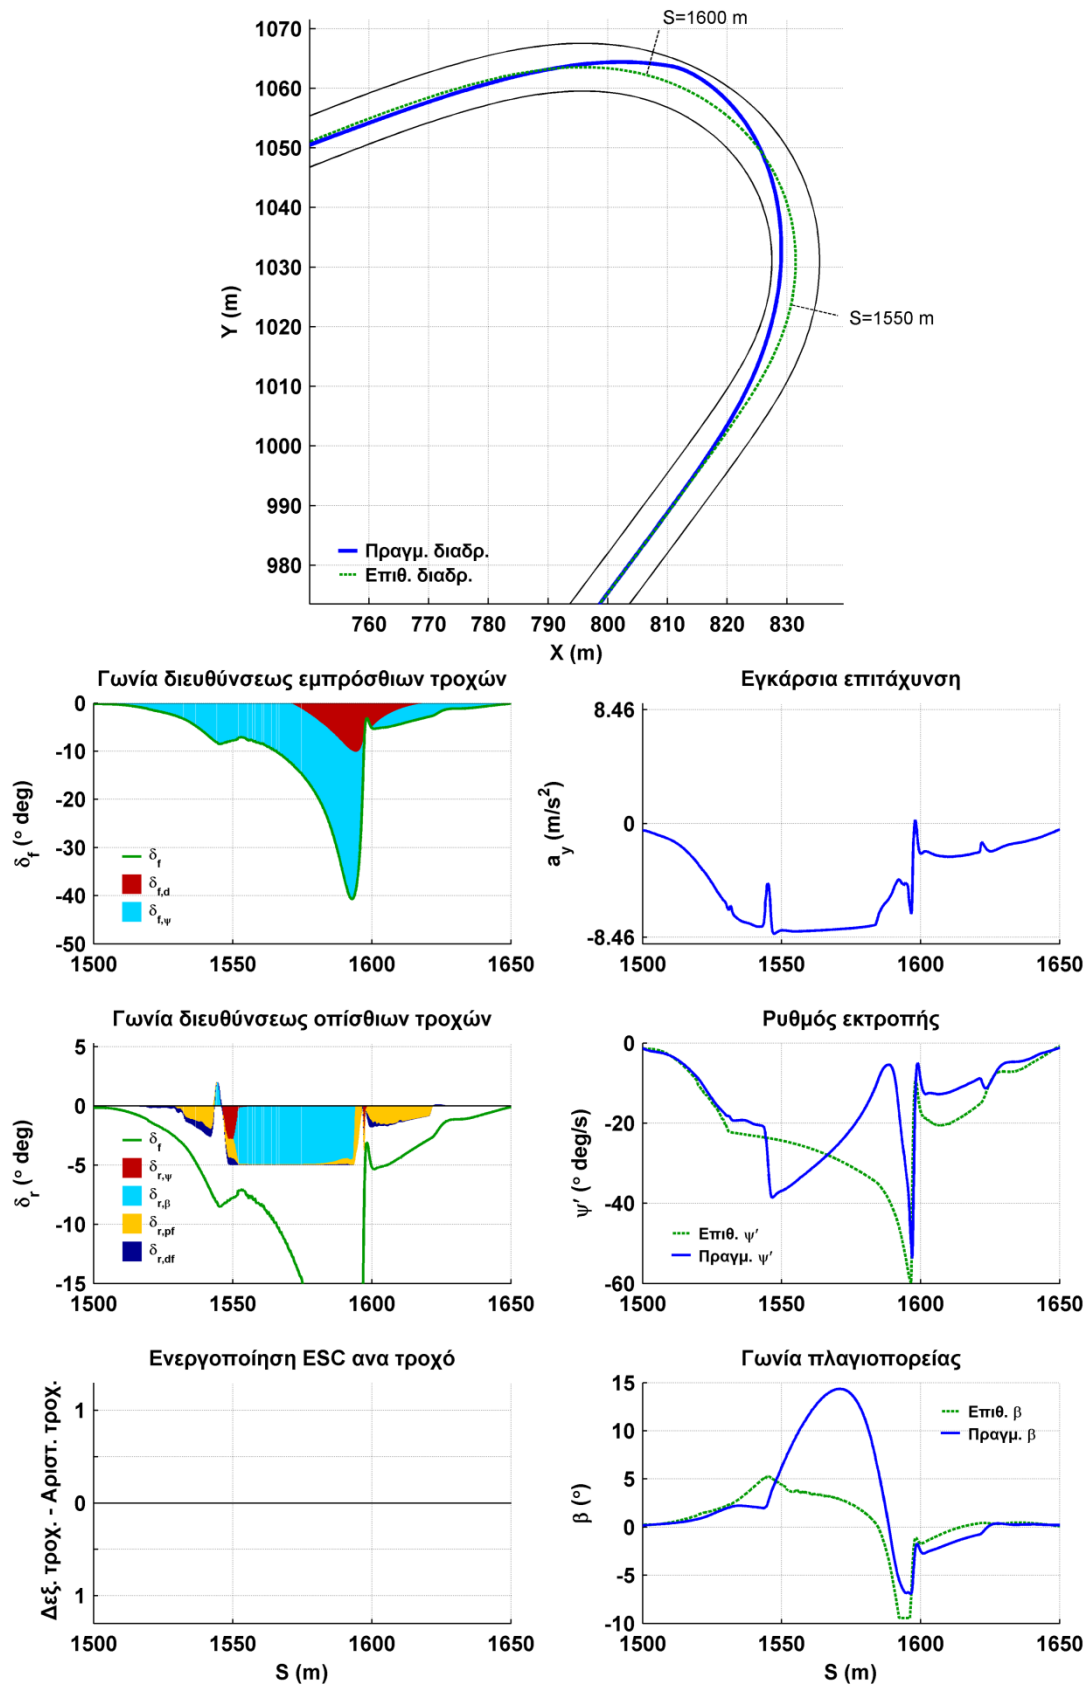 S=1600 m
1070
1060
1050
1040
1030
1020
1010
1000
990
980
Y (m)
S=1550 m
Πραγμ. διαδρ.
Επιθ. διαδρ.
760 770 780 790 800 810 820 830
X (m)
Γωνία διευθύνσεως εμπρόσθιων τροχών
0
-10
-20
-30
-40
-50
δf (° deg)
δf
δf,d
δf,ψ
1500 1550 1600 1650
Εγκάρσια επιτάχυνση
8.46
0
-8.46
a_y (m/s²)
1500 1550 1600 1650
Γωνία διευθύνσεως οπίσθιων τροχών
5
0
-5
-10
-15
δr (° deg)
δf
δr,ψ
δr,β
δr,pf
δr,df
1500 1550 1600 1650
Ρυθμός εκτροπής
0
-20
-40
-60
ψ' (° deg/s)
Επιθ. ψ'
Πραγμ. ψ'
1500 1550 1600 1650
Ενεργοποίηση ESC ανα τροχό
1
0
1
Δεξ. τροχ. - Αριστ. τροχ.
1500 1550 1600 1650
S (m)
Γωνία πλαγιοπορείας
15
10
5
0
-5
-10
β (°)
Επιθ. β
Πραγμ. β
1500 1550 1600 1650
S (m)